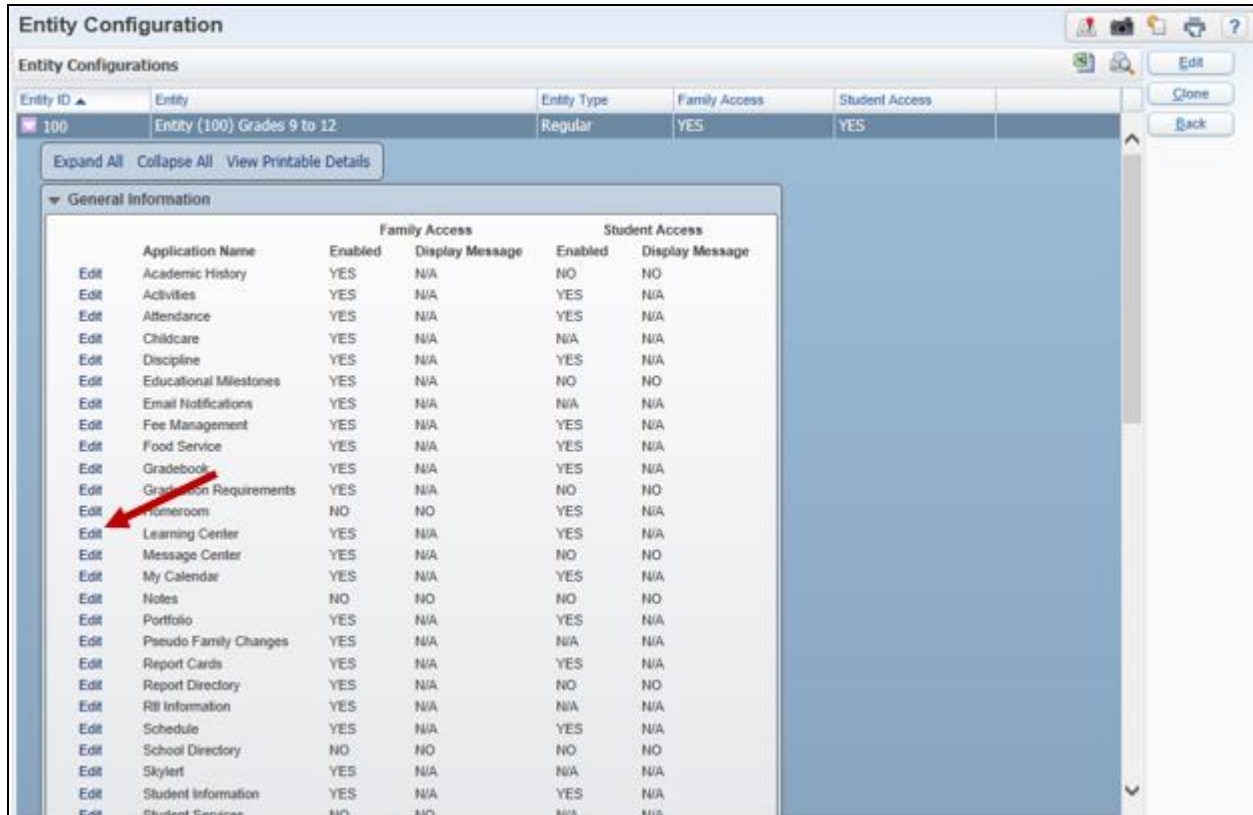 Entity Configuration
?
Entity Configurations
Edit
Entity ID Entity Entity Type Family Access Student Access
Clone
100 Entity (100) Grades 9 to 12 Regular YES YES
Back
Expand All Collapse All View Printable Details
General Information
Family Access Student Access
Application Name Enabled Display Message Enabled Display Message
Edit Academic History YES N/A NO NO
Edit Activities YES N/A YES N/A
Edit Attendance YES N/A YES N/A
Edit Childcare YES N/A N/A N/A
Edit Discipline YES N/A YES N/A
Edit Educational Milestones YES N/A NO NO
Edit Email Notifications YES N/A N/A N/A
Edit Fee Management YES N/A YES N/A
Edit Food Service YES N/A YES N/A
Edit Gradebook YES N/A YES N/A
Edit Graduation Requirements YES N/A NO NO
Edit Homeroom NO NO YES N/A
Edit Learning Center YES N/A YES N/A
Edit Message Center YES N/A NO NO
Edit My Calendar YES N/A YES N/A
Edit Notes NO NO NO NO
Edit Portfolio YES N/A YES N/A
Edit Pseudo Family Changes YES N/A N/A N/A
Edit Report Cards YES N/A YES N/A
Edit Report Directory YES N/A NO NO
Edit RtI Information YES N/A N/A N/A
Edit Schedule YES N/A YES N/A
Edit School Directory NO NO NO NO
Edit Skylert YES N/A N/A N/A
Edit Student Information YES N/A YES N/A
Edit Student Services NO NO N/A N/A